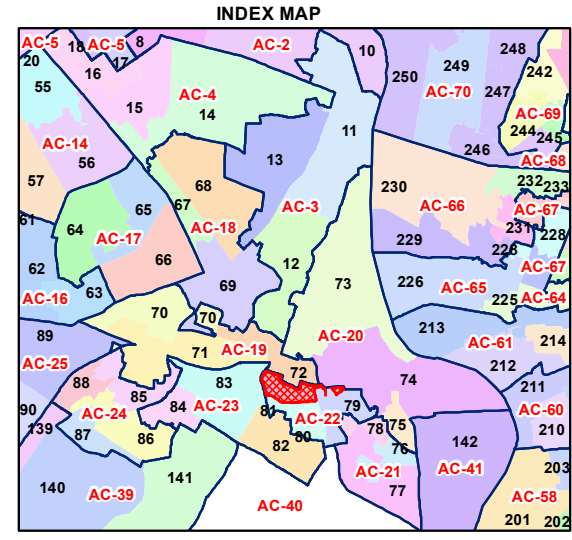 INDEX MAP
AC-5 18 AC-5 8 AC-2 10 248
20 17 250 249 242
55 16 AC-4 AC-70 247
15 14 11 AC-69
AC-14 244 245
56 13 246 AC-68
57 68 230 232 233
67 AC-3 AC-66 AC-67
61 64 65 AC-18 231 228
AC-17 229 228
62 66 12 AC-67
AC-16 63 69 73 226 AC-65
225 AC-64
70 70 213 AC-61
89 71 AC-19 AC-20 214
AC-25 72 212
88 83 74 211
85 AC-60
90 AC-24 84 AC-23 81 AC-22 79
139 87 86 80 78 75 142 210
82 76 AC-41
AC-21 203
140 AC-39 141 77 AC-58
AC-40 201 202